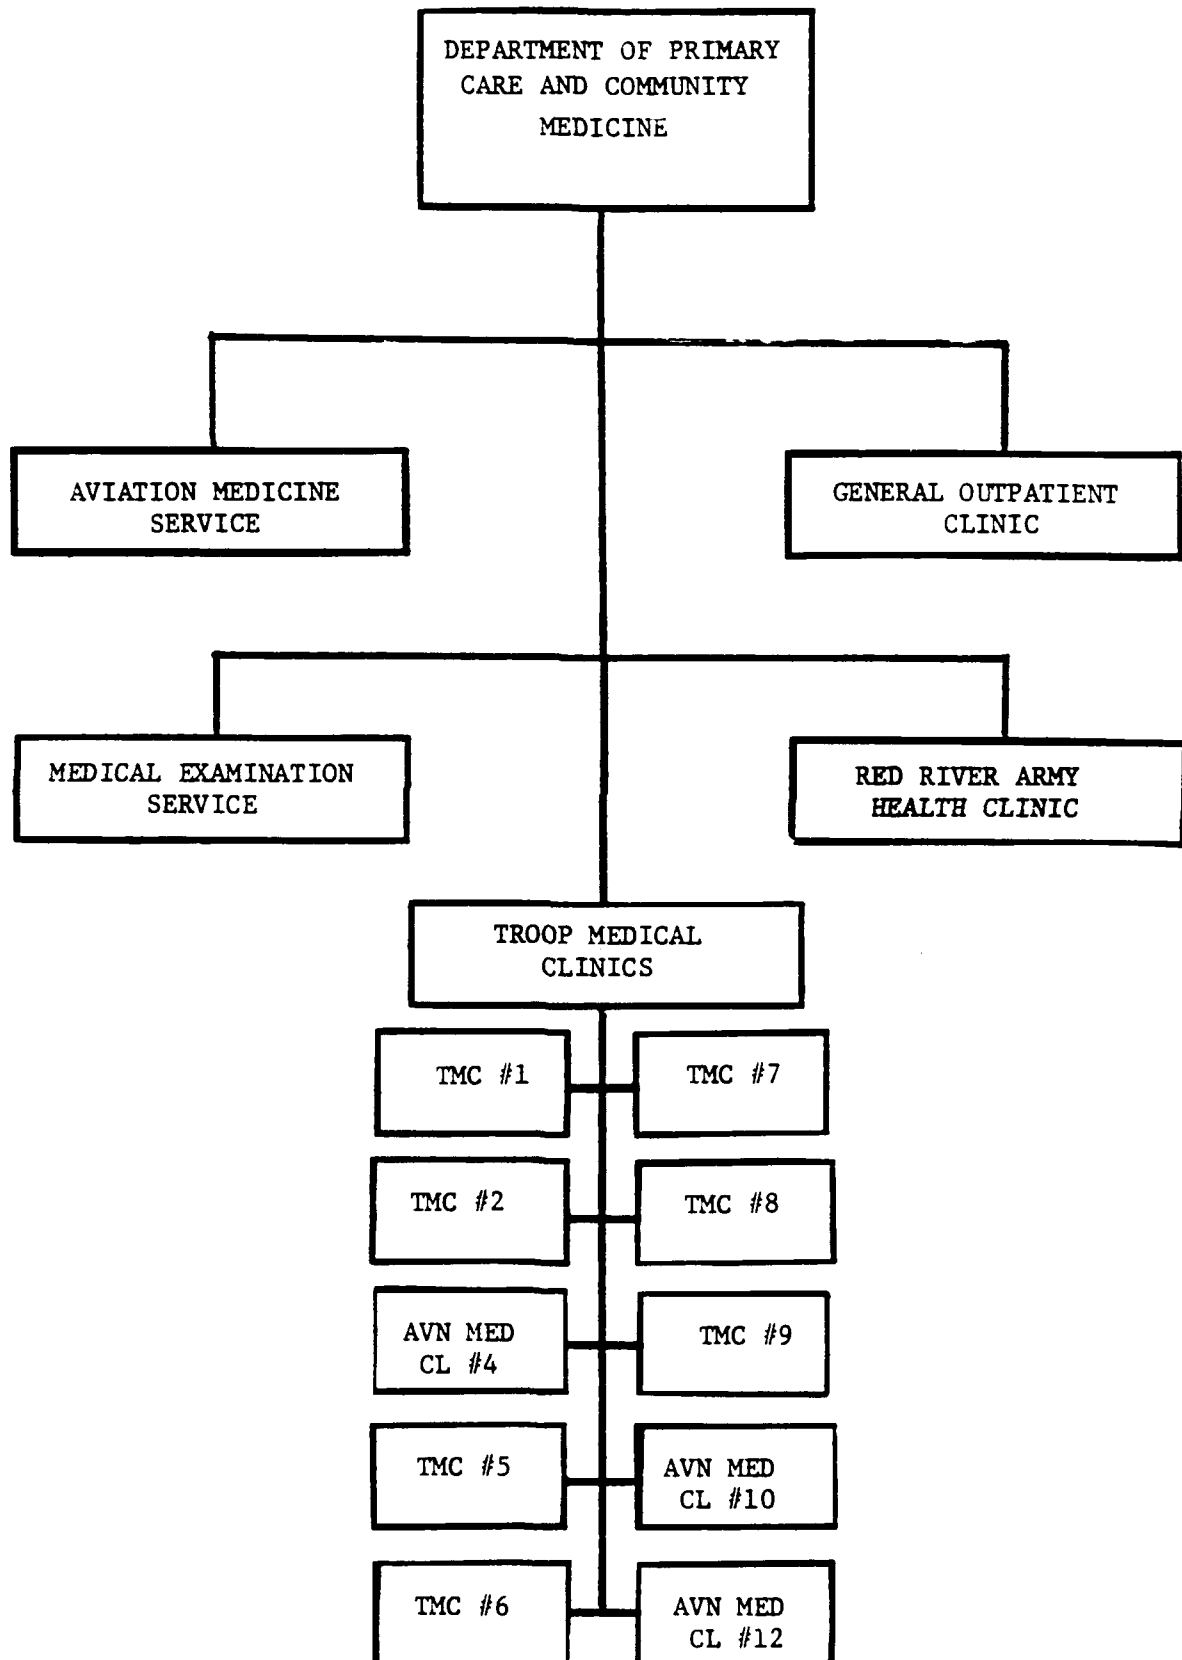 DEPARTMENT OF PRIMARY
CARE AND COMMUNITY
MEDICINE
AVIATION MEDICINE
SERVICE
GENERAL OUTPATIENT
CLINIC
MEDICAL EXAMINATION
SERVICE
RED RIVER ARMY
HEALTH CLINIC
TROOP MEDICAL
CLINICS
TMC #1
TMC #7
TMC #2
TMC #8
AVN MED
CL #4
TMC #9
TMC #5
AVN MED
CL #10
TMC #6
AVN MED
CL #12